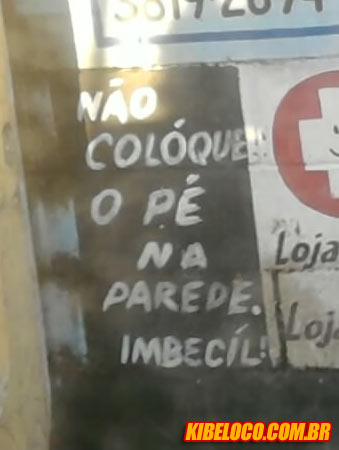 NÃO
COLÓQUE!
O PÉ
NA
PAREDE.
IMBECÍL!
Loja
Loja
KIBELOCO.COM.BR